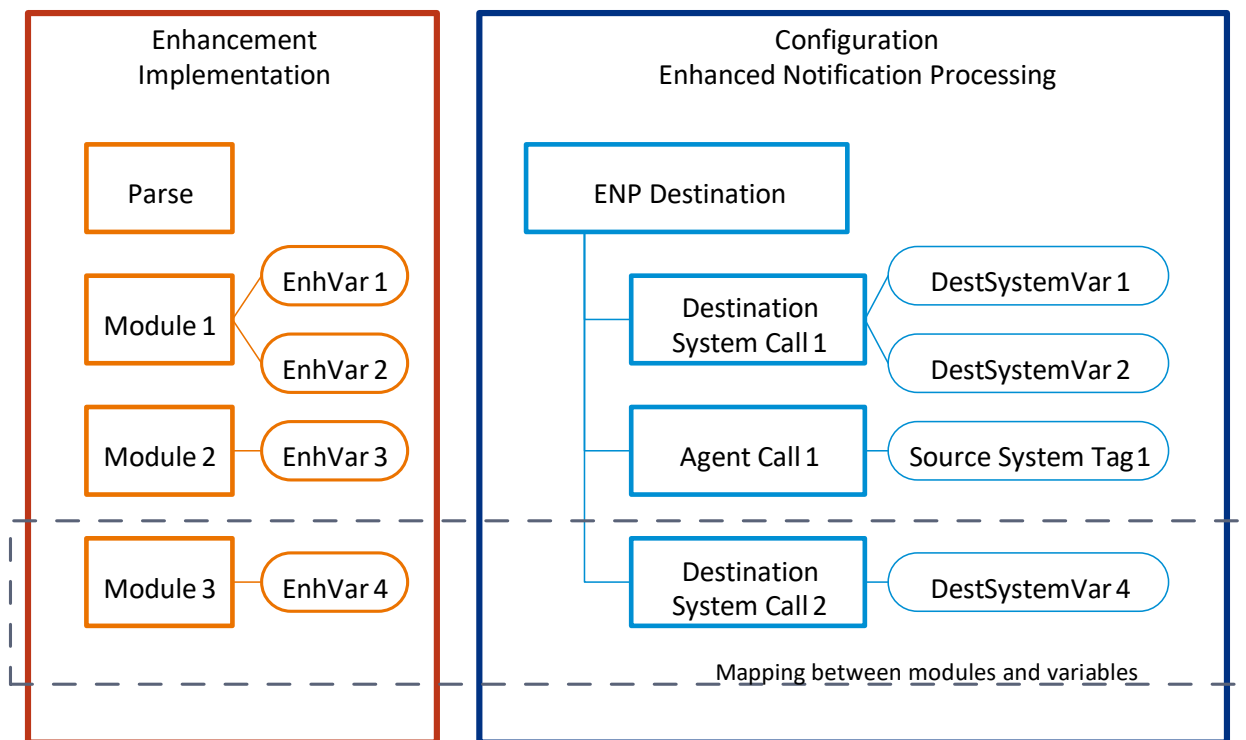 Enhancement
Implementation
Configuration
Enhanced Notification Processing
Parse
ENP Destination
Module 1
EnhVar 1
EnhVar 2
Destination
System Call 1
DestSystemVar 1
DestSystemVar 2
Module 2
EnhVar 3
Agent Call 1
Source System Tag 1
Module 3
EnhVar 4
Destination
System Call 2
DestSystemVar 4
Mapping between modules and variables